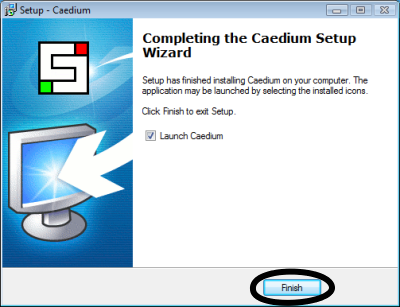 Setup - Caedium
Completing the Caedium Setup
Wizard
Setup has finished installing Caedium on your computer. The
application may be launched by selecting the installed icons.
Click Finish to exit Setup.
Launch Caedium
Finish